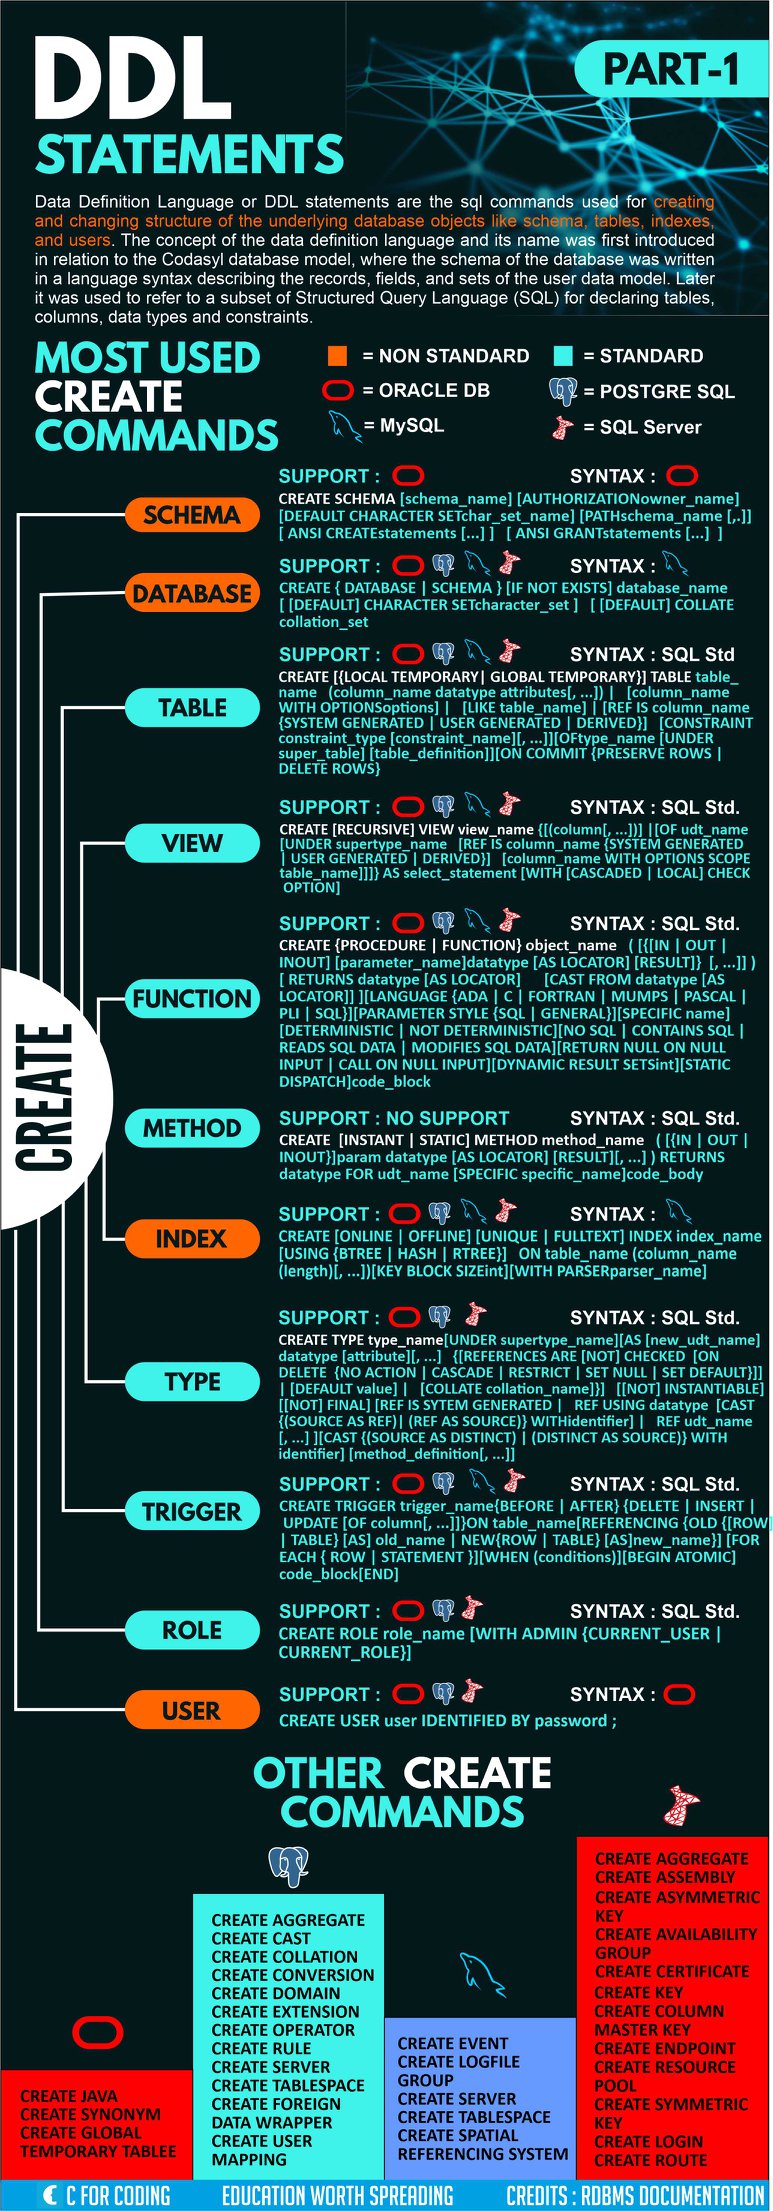 DDL
PART-1
STATEMENTS
Data Definition Language or DDL statements are the sql commands used for creating
and changing structure of the underlying database objects like schema, tables, indexes,
and users. The concept of the data definition language and its name was first introduced
in relation to the Codasyl database model, where the schema of the database was written
in a language syntax describing the records, fields, and sets of the user data model. Later
it was used to refer to a subset of Structured Query Language (SQL) for declaring tables,
columns, data types and constraints.
MOST USED
CREATE
COMMANDS
= NON STANDARD
= STANDARD
= ORACLE DB
= POSTGRE SQL
= MySQL
= SQL Server
CREATE
SCHEMA
SUPPORT :
SYNTAX :
CREATE SCHEMA [schema_name] [AUTHORIZATIONowner_name]
[DEFAULT CHARACTER SETchar_set_name] [PATHschema_name [,.]]
[ ANSI CREATEstatements [...] ] [ ANSI GRANTstatements [...] ]
DATABASE
SUPPORT :
SYNTAX :
CREATE { DATABASE | SCHEMA } [IF NOT EXISTS] database_name
[ [DEFAULT] CHARACTER SETcharacter_set ] [ [DEFAULT] COLLATE
collation_set
TABLE
SUPPORT :
SYNTAX : SQL Std
CREATE [{LOCAL TEMPORARY| GLOBAL TEMPORARY}] TABLE table_
name (column_name datatype attributes[, ...]) | [column_name
WITH OPTIONSoptions] | [LIKE table_name] | [REF IS column_name
{SYSTEM GENERATED | USER GENERATED | DERIVED}] [CONSTRAINT
constraint_type [constraint_name][, ...]][OFtype_name [UNDER
super_table] [table_definition]][ON COMMIT {PRESERVE ROWS |
DELETE ROWS}
VIEW
SUPPORT :
SYNTAX : SQL Std.
CREATE [RECURSIVE] VIEW view_name {[(column[, ...])] |[OF udt_name
[UNDER supertype_name [REF IS column_name {SYSTEM GENERATED
| USER GENERATED | DERIVED}] [column_name WITH OPTIONS SCOPE
table_name]]]} AS select_statement [WITH [CASCADED | LOCAL] CHECK
OPTION]
FUNCTION
SUPPORT :
SYNTAX : SQL Std.
CREATE {PROCEDURE | FUNCTION} object_name ( [{[IN | OUT |
INOUT] [parameter_name]datatype [AS LOCATOR] [RESULT]} [, ...]] )
[ RETURNS datatype [AS LOCATOR] [CAST FROM datatype [AS
LOCATOR]] ][LANGUAGE {ADA | C | FORTRAN | MUMPS | PASCAL |
PLI | SQL}][PARAMETER STYLE {SQL | GENERAL}][SPECIFIC name]
[DETERMINISTIC | NOT DETERMINISTIC][NO SQL | CONTAINS SQL |
READS SQL DATA | MODIFIES SQL DATA][RETURN NULL ON NULL
INPUT | CALL ON NULL INPUT][DYNAMIC RESULT SETSint][STATIC
DISPATCH]code_block
METHOD
SUPPORT : NO SUPPORT
SYNTAX : SQL Std.
CREATE [INSTANT | STATIC] METHOD method_name ( [{IN | OUT |
INOUT}]param datatype [AS LOCATOR] [RESULT][, ...] ) RETURNS
datatype FOR udt_name [SPECIFIC specific_name]code_body
INDEX
SUPPORT :
SYNTAX :
CREATE [ONLINE | OFFLINE] [UNIQUE | FULLTEXT] INDEX index_name
[USING {BTREE | HASH | RTREE}] ON table_name (column_name
(length)[, ...])[KEY BLOCK SIZEint][WITH PARSERparser_name]
TYPE
SUPPORT :
SYNTAX : SQL Std.
CREATE TYPE type_name[UNDER supertype_name][AS [new_udt_name]
datatype [attribute][, ...] {[REFERENCES ARE [NOT] CHECKED [ON
DELETE {NO ACTION | CASCADE | RESTRICT | SET NULL | SET DEFAULT}]]
| [DEFAULT value] | [COLLATE collation_name]}] [[NOT] INSTANTIABLE]
[[NOT] FINAL] [REF IS SYTEM GENERATED | REF USING datatype [CAST
{(SOURCE AS REF)| (REF AS SOURCE)} WITHidentifier] | REF udt_name
[, ...] ][CAST {(SOURCE AS DISTINCT) | (DISTINCT AS SOURCE)} WITH
identifier] [method_definition[, ...]]
TRIGGER
SUPPORT :
SYNTAX : SQL Std.
CREATE TRIGGER trigger_name{BEFORE | AFTER} {DELETE | INSERT |
UPDATE [OF column[, ...]]}ON table_name[REFERENCING {OLD {[ROW]
| TABLE} [AS] old_name | NEW{ROW | TABLE} [AS]new_name}] [FOR
EACH { ROW | STATEMENT }][WHEN (conditions)][BEGIN ATOMIC]
code_block[END]
ROLE
SUPPORT :
SYNTAX : SQL Std.
CREATE ROLE role_name [WITH ADMIN {CURRENT_USER |
CURRENT_ROLE}]
USER
SUPPORT :
SYNTAX :
CREATE USER user IDENTIFIED BY password ;
OTHER CREATE
COMMANDS
CREATE JAVA
CREATE SYNONYM
CREATE GLOBAL
TEMPORARY TABLEE
CREATE AGGREGATE
CREATE CAST
CREATE COLLATION
CREATE CONVERSION
CREATE DOMAIN
CREATE EXTENSION
CREATE OPERATOR
CREATE RULE
CREATE SERVER
CREATE TABLESPACE
CREATE FOREIGN
DATA WRAPPER
CREATE USER
MAPPING
CREATE EVENT
CREATE LOGFILE
GROUP
CREATE SERVER
CREATE TABLESPACE
CREATE SPATIAL
REFERENCING SYSTEM
CREATE AGGREGATE
CREATE ASSEMBLY
CREATE ASYMMETRIC
KEY
CREATE AVAILABILITY
GROUP
CREATE CERTIFICATE
CREATE KEY
CREATE COLUMN
MASTER KEY
CREATE ENDPOINT
CREATE RESOURCE
POOL
CREATE SYMMETRIC
KEY
CREATE LOGIN
CREATE ROUTE
C FOR CODING
EDUCATION WORTH SPREADING
CREDITS : RDBMS DOCUMENTATION